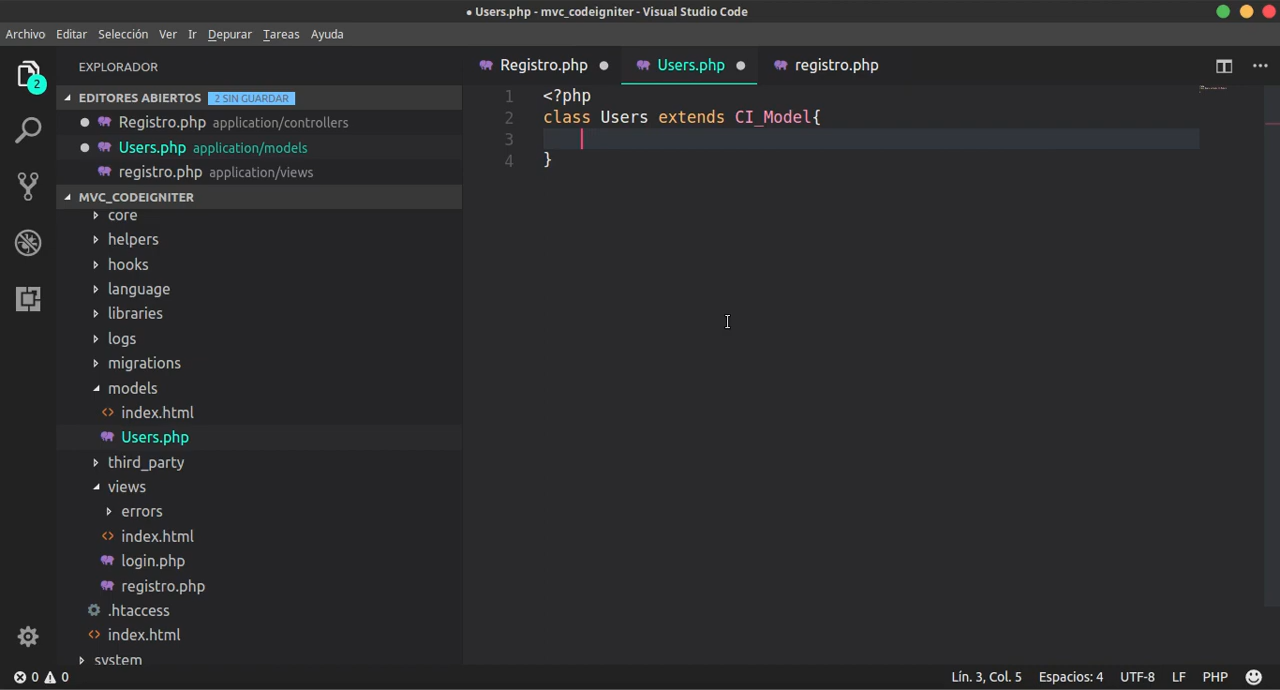 ● Users.php - mvc_codeigniter - Visual Studio Code
Archivo Editar Selección Ver Ir Depurar Tareas Ayuda
2
EXPLORADOR
EDITORES ABIERTOS 2 SIN GUARDAR
Registro.php application/controllers
Users.php application/models
registro.php application/views
MVC_CODEIGNITER
core
helpers
hooks
language
libraries
logs
migrations
models
index.html
Users.php
third_party
views
errors
index.html
login.php
registro.php
.htaccess
index.html
system
Registro.php ● Users.php ● registro.php
1 <?php
2 class Users extends CI_Model{
3
4 }
0 0 Lín. 3, Col. 5 Espacios: 4 UTF-8 LF PHP